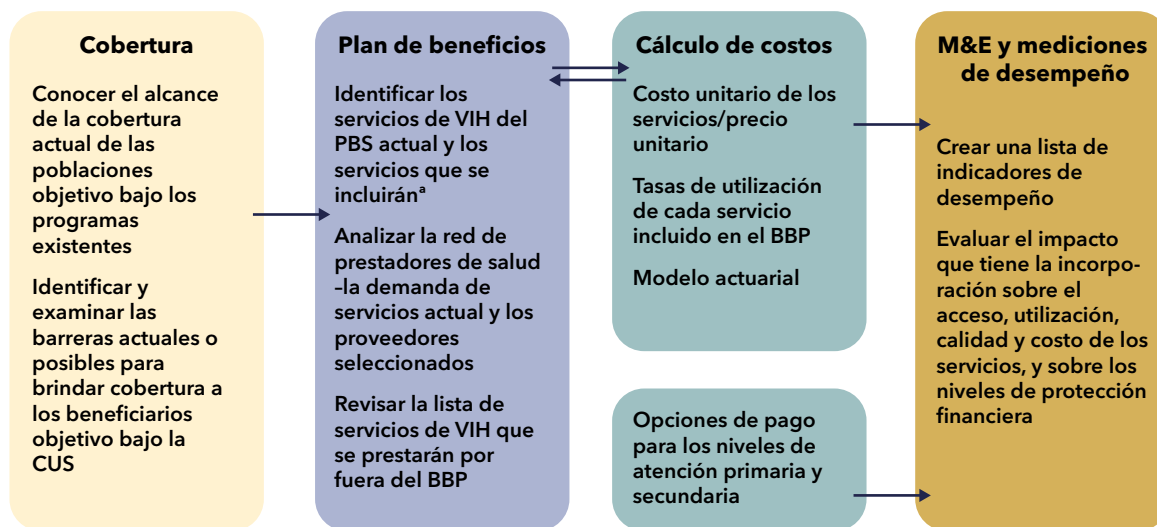 Cobertura
Conocer el alcance
de la cobertura
actual de las
poblaciones
objetivo bajo los
programas
existentes
Identificar y
examinar las
barreras actuales o
posibles para
brindar cobertura a
los beneficiarios
objetivo bajo la
CUS
Plan de beneficios
Identificar los
servicios de VIH del
PBS actual y los
servicios que se
incluiránª
Analizar la red de
prestadores de salud
–la demanda de
servicios actual y los
proveedores
seleccionados
Revisar la lista de
servicios de VIH que
se prestarán por
fuera del BBP
Cálculo de costos
Costo unitario de los
servicios/precio
unitario
Tasas de utilización
de cada servicio
incluido en el BBP
Modelo actuarial
Opciones de pago
para los niveles de
atención primaria y
secundaria
M&E y mediciones
de desempeño
Crear una lista de
indicadores de
desempeño
Evaluar el impacto
que tiene la incorpo-
ración sobre el
acceso, utilización,
calidad y costo de los
servicios, y sobre los
niveles de protección
financiera